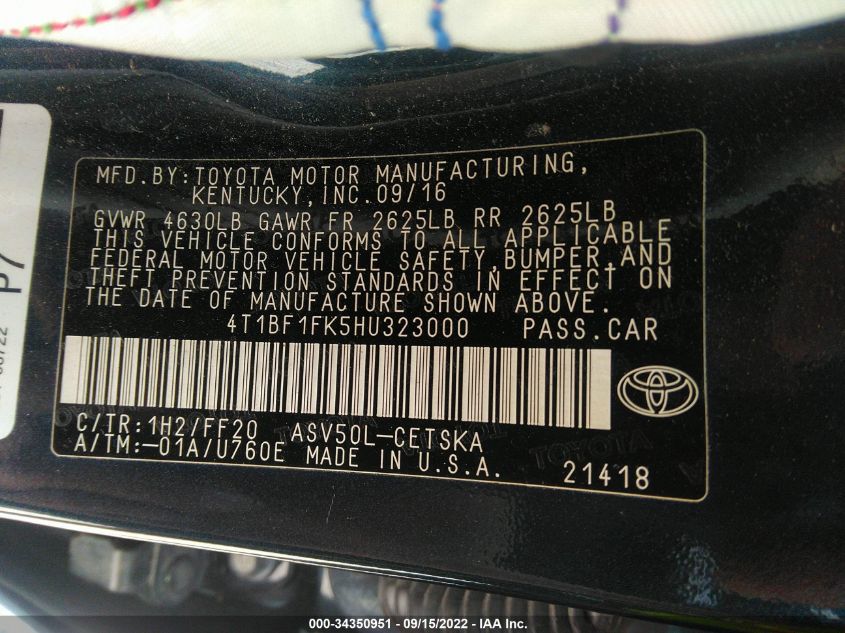 MFD.BY:TOYOTA MOTOR MANUFACTURING,
KENTUCKY,INC.09/16
GVWR 4630LB GAWR FR 2625LB RR 2625LB
THIS VEHICLE CONFORMS TO ALL APPLICABLE
FEDERAL MOTOR VEHICLE SAFETY,BUMPER,AND
THEFT PREVENTION STANDARDS IN EFFECT ON
THE DATE OF MANUFACTURE SHOWN ABOVE.
4T1BF1FK5HU323000 PASS.CAR
C/TR:1H2/FF20 ASV50L-CETSKA
A/TM:-01A/U760E MADE IN U.S.A. 21418
P7
000-34350951 - 09/15/2022 - IAA Inc.